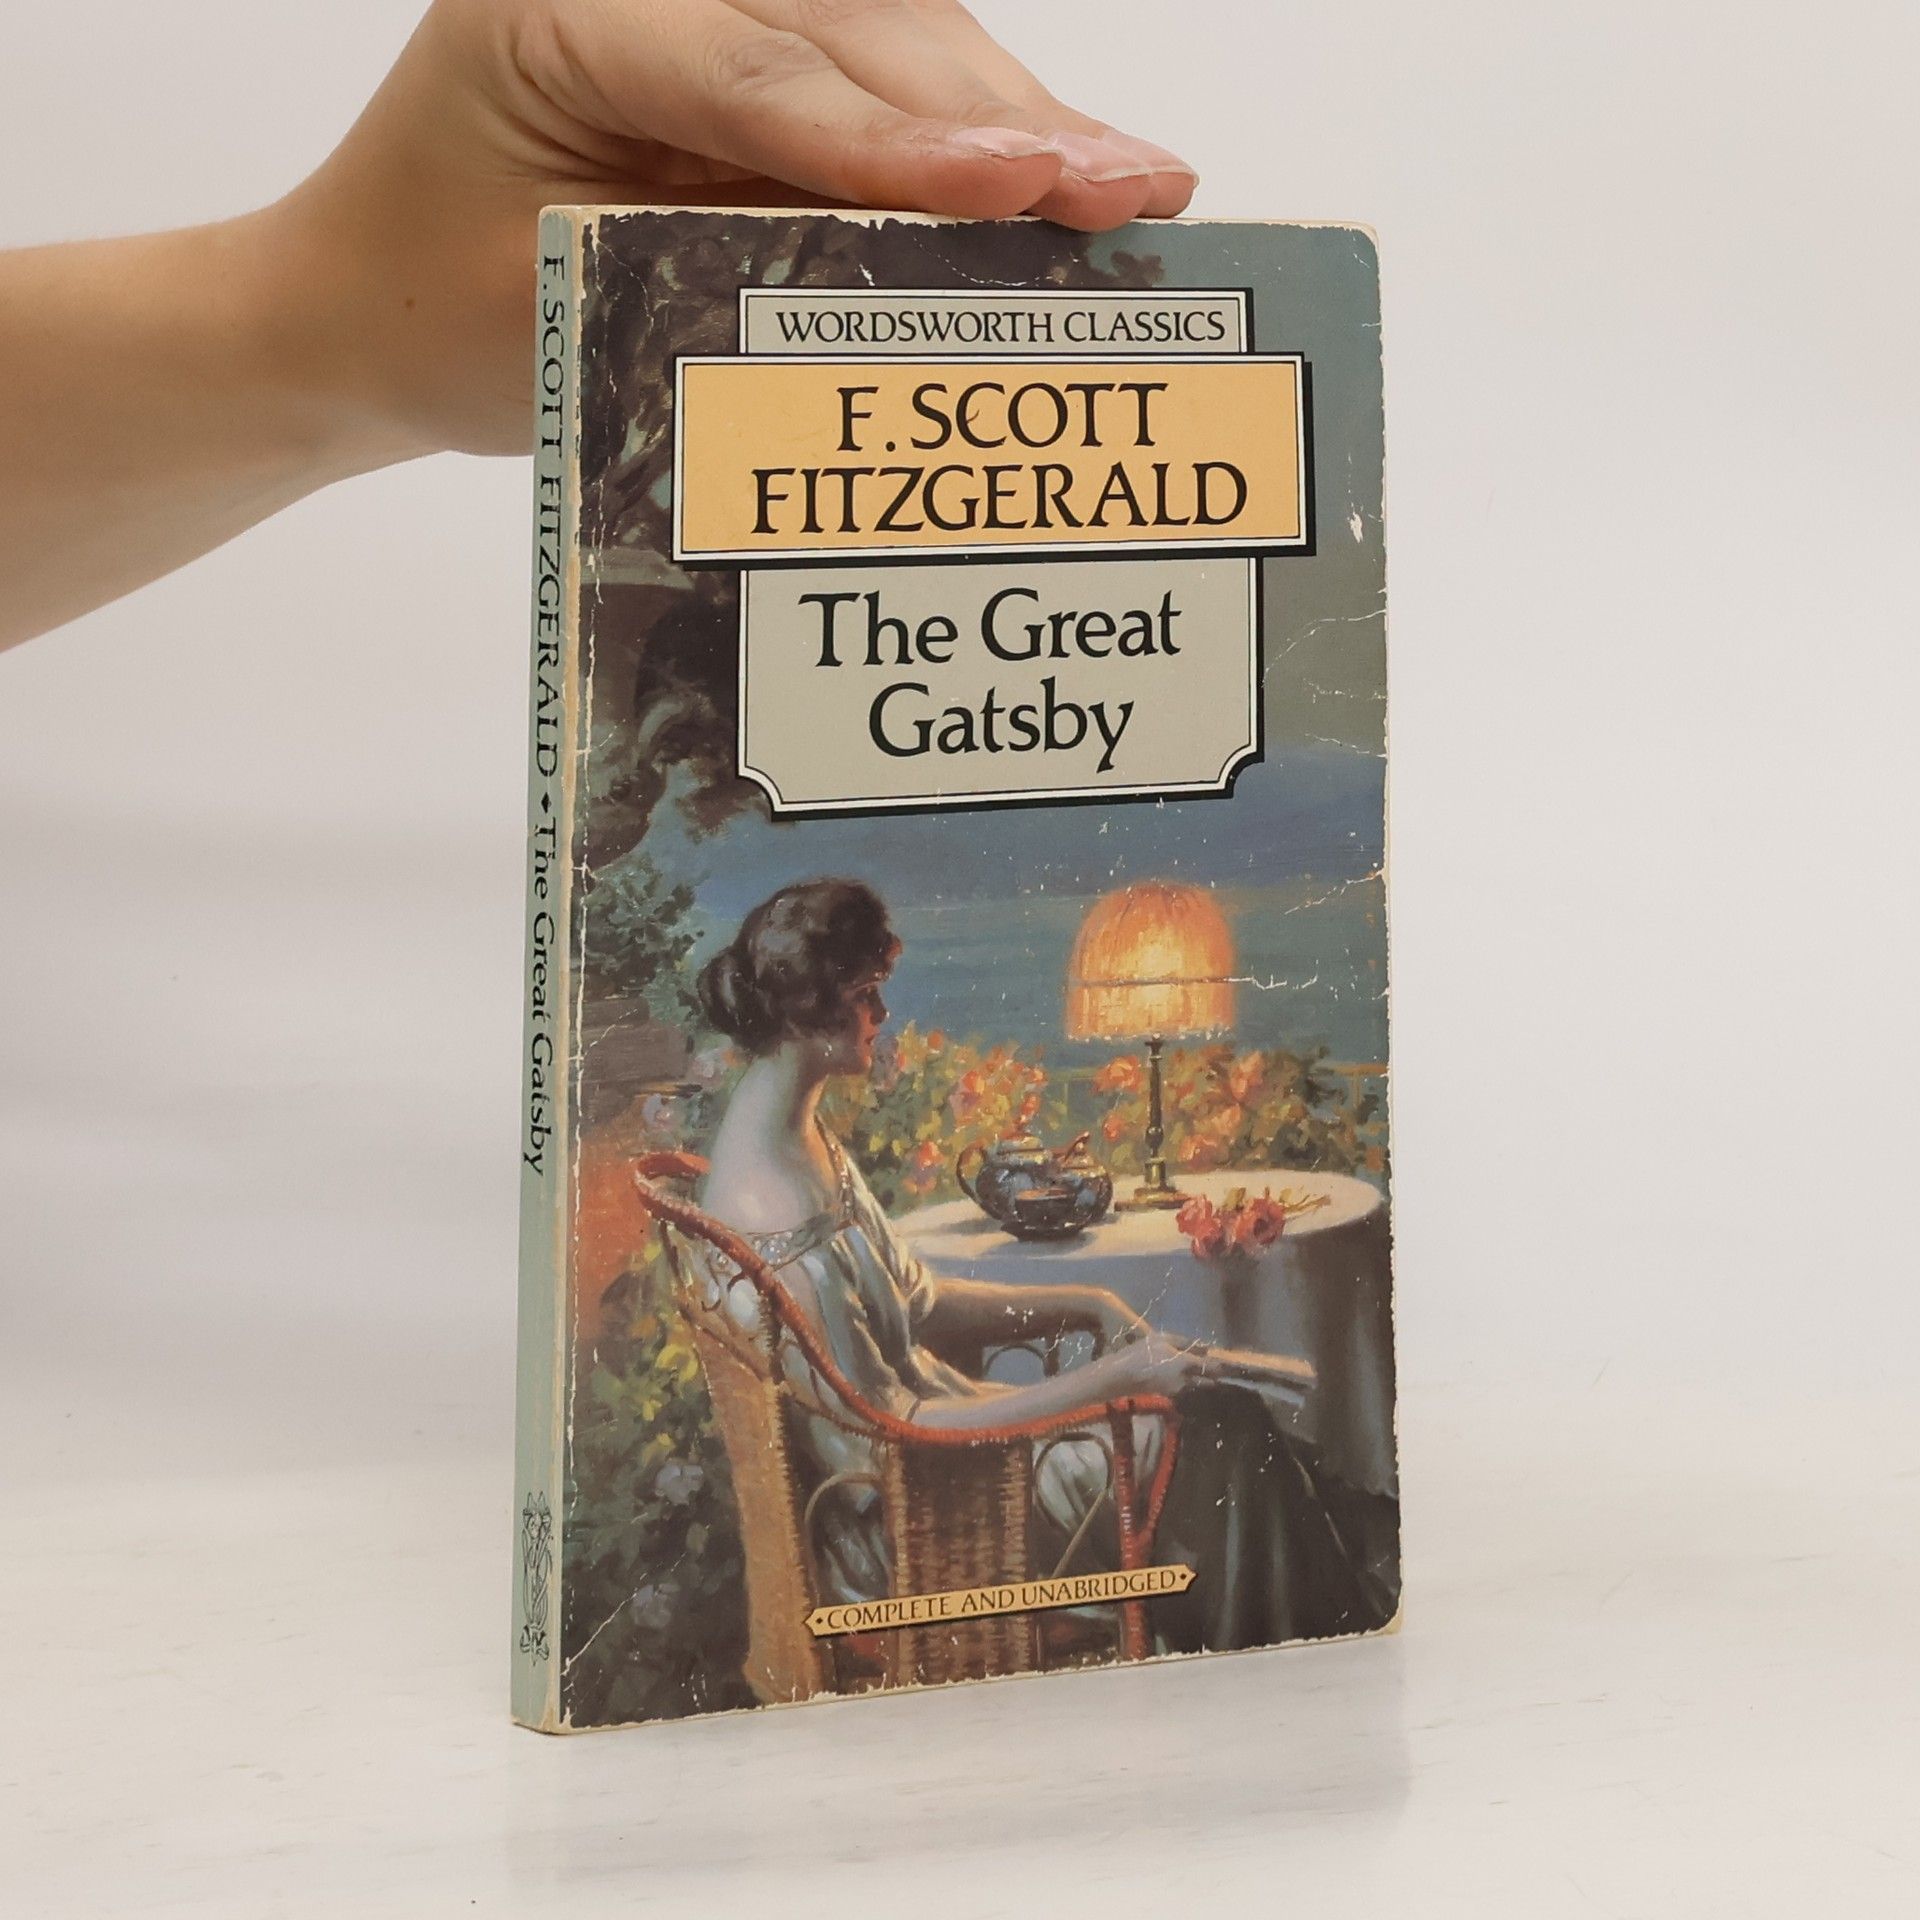 F. SCOTT FITZGERALD ♦ The Great Gatsby
WORDSWORTH CLASSICS
F. SCOTT
FITZGERALD
The Great
Gatsby
• COMPLETE AND UNABRIDGED •